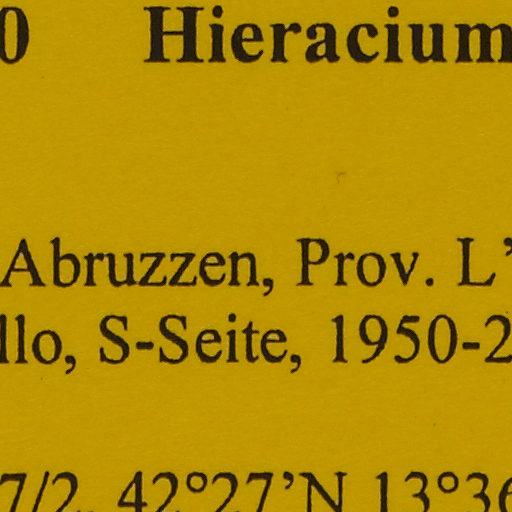 0 Hieracium
Abruzzen, Prov. L’
llo, S-Seite, 1950-2
7/2, 42°27’N 13°36